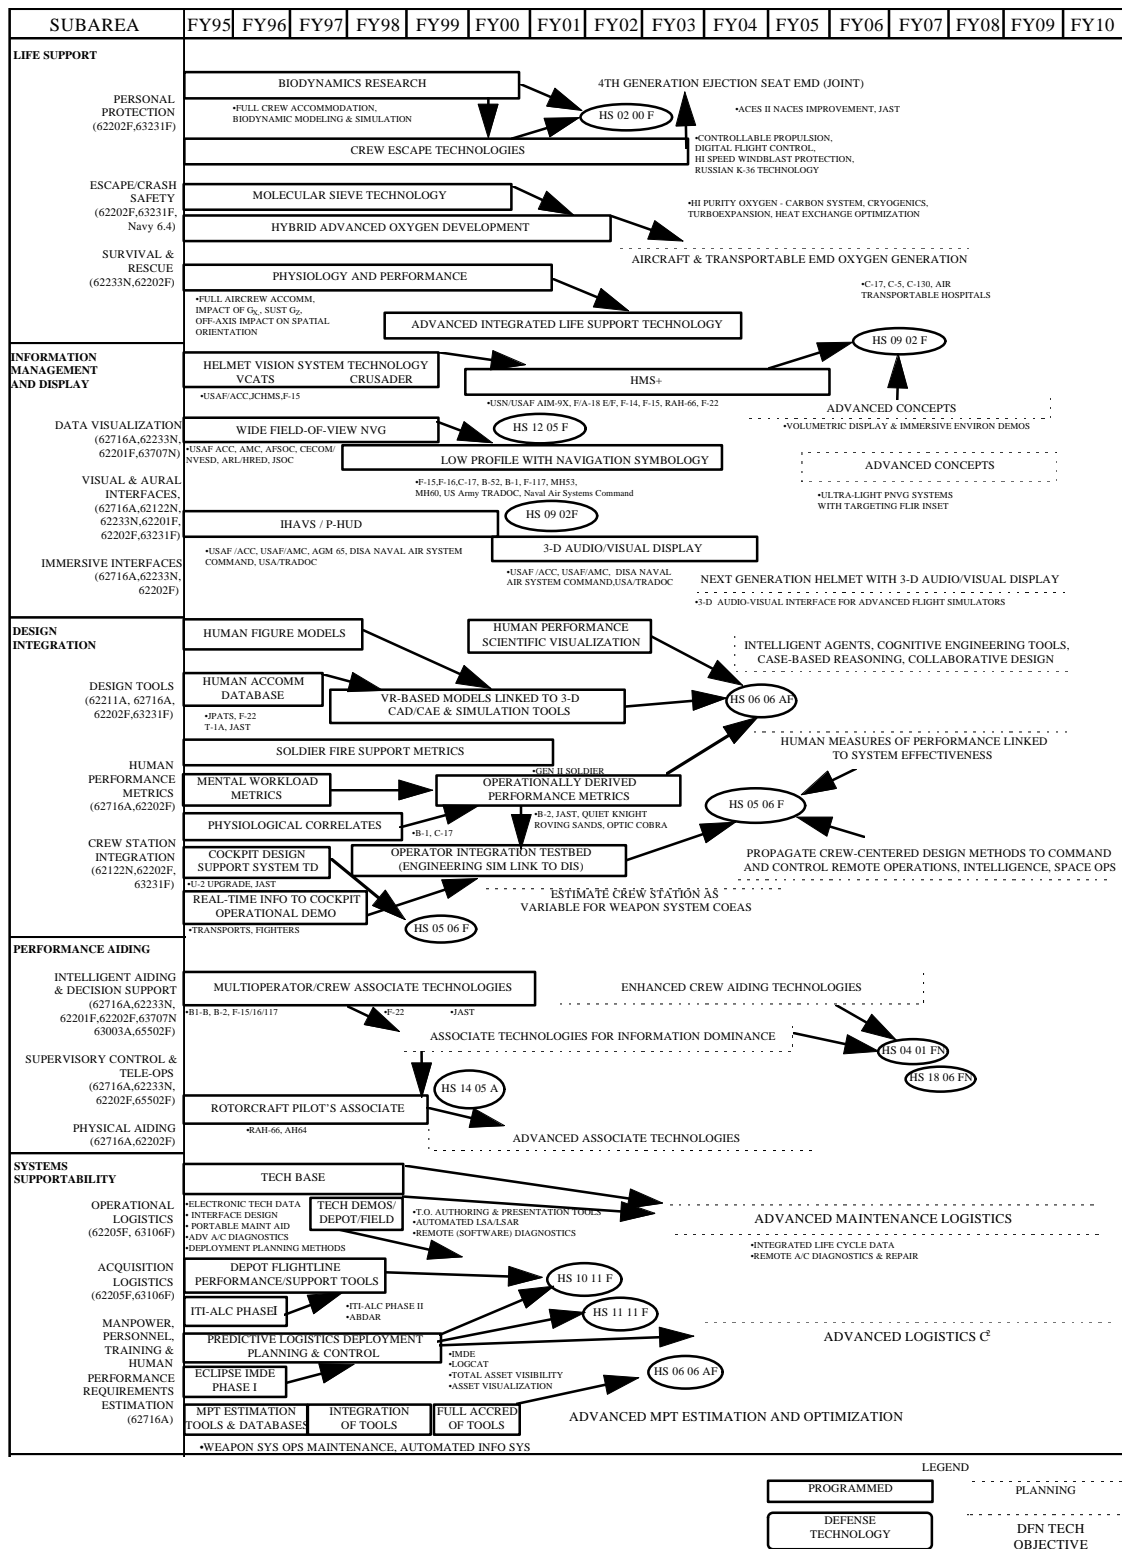 SUBAREA FY95 FY96 FY97 FY98 FY99 FY00 FY01 FY02 FY03 FY04 FY05 FY06 FY07 FY08 FY09 FY10
LIFE SUPPORT
PERSONAL
PROTECTION
(62202F,63231F)
BIODYNAMICS RESEARCH
•FULL CREW ACCOMMODATION,
BIODYNAMIC MODELING & SIMULATION
HS 02 00 F
4TH GENERATION EJECTION SEAT EMD (JOINT)
•ACES II NACES IMPROVEMENT, JAST
CREW ESCAPE TECHNOLOGIES
•CONTROLLABLE PROPULSION,
DIGITAL FLIGHT CONTROL,
HI SPEED WINDBLAST PROTECTION,
RUSSIAN K-36 TECHNOLOGY
ESCAPE/CRASH
SAFETY
(62202F,63231F,
Navy 6.4)
MOLECULAR SIEVE TECHNOLOGY
•HI PURITY OXYGEN - CARBON SYSTEM, CRYOGENICS,
TURBOEXPANSION, HEAT EXCHANGE OPTIMIZATION
HYBRID ADVANCED OXYGEN DEVELOPMENT
AIRCRAFT & TRANSPORTABLE EMD OXYGEN GENERATION
SURVIVAL &
RESCUE
(62233N,62202F)
PHYSIOLOGY AND PERFORMANCE
•C-17, C-5, C-130, AIR
TRANSPORTABLE HOSPITALS
•FULL AIRCREW ACCOMM,
IMPACT OF GX, SUST GZ,
OFF-AXIS IMPACT ON SPATIAL
ORIENTATION
ADVANCED INTEGRATED LIFE SUPPORT TECHNOLOGY
INFORMATION
MANAGEMENT
AND DISPLAY
HELMET VISION SYSTEM TECHNOLOGY
VCATS CRUSADER
•USAF/ACC,JCHMS,F-15
HS 09 02 F
HMS+
•USN/USAF AIM-9X, F/A-18 E/F, F-14, F-15, RAH-66, F-22
ADVANCED CONCEPTS
•VOLUMETRIC DISPLAY & IMMERSIVE ENVIRON DEMOS
DATA VISUALIZATION
(62716A,62233N,
62201F,63707N)
WIDE FIELD-OF-VIEW NVG
HS 12 05 F
•USAF ACC, AMC, AFSOC, CECOM/
NVESD, ARL/HRED, JSOC
LOW PROFILE WITH NAVIGATION SYMBOLOGY
ADVANCED CONCEPTS
•F-15,F-16,C-17, B-52, B-1, F-117, MH53,
MH60, US Army TRADOC, Naval Air Systems Command
•ULTRA-LIGHT PNVG SYSTEMS
WITH TARGETING FLIR INSET
VISUAL & AURAL
INTERFACES,
(62716A,62122N,
62233N,62201F,
62202F,63231F)
IHAVS / P-HUD
HS 09 02F
•USAF /ACC, USAF/AMC, AGM 65, DISA NAVAL AIR SYSTEM
COMMAND, USA/TRADOC
3-D AUDIO/VISUAL DISPLAY
IMMERSIVE INTERFACES
(62716A,62233N,
62202F)
•USAF /ACC, USAF/AMC, DISA NAVAL
AIR SYSTEM COMMAND,USA/TRADOC
NEXT GENERATION HELMET WITH 3-D AUDIO/VISUAL DISPLAY
•3-D AUDIO-VISUAL INTERFACE FOR ADVANCED FLIGHT SIMULATORS
DESIGN
INTEGRATION
HUMAN FIGURE MODELS
HUMAN PERFORMANCE
SCIENTIFIC VISUALIZATION
INTELLIGENT AGENTS, COGNITIVE ENGINEERING TOOLS,
CASE-BASED REASONING, COLLABORATIVE DESIGN
DESIGN TOOLS
(62211A, 62716A,
62202F,63231F)
HUMAN ACCOMM
DATABASE
•JPATS, F-22
T-1A, JAST
VR-BASED MODELS LINKED TO 3-D
CAD/CAE & SIMULATION TOOLS
HS 06 06 AF
SOLDIER FIRE SUPPORT METRICS
•GEN II SOLDIER
HUMAN MEASURES OF PERFORMANCE LINKED
TO SYSTEM EFFECTIVENESS
HUMAN
PERFORMANCE
METRICS
(62716A,62202F)
MENTAL WORKLOAD
METRICS
OPERATIONALLY DERIVED
PERFORMANCE METRICS
HS 05 06 F
PHYSIOLOGICAL CORRELATES
•B-1, C-17
•B-2, JAST, QUIET KNIGHT
ROVING SANDS, OPTIC COBRA
CREW STATION
INTEGRATION
(62122N,62202F,
63231F)
COCKPIT DESIGN
SUPPORT SYSTEM TD
•U-2 UPGRADE, JAST
OPERATOR INTEGRATION TESTBED
(ENGINEERING SIM LINK TO DIS)
PROPAGATE CREW-CENTERED DESIGN METHODS TO COMMAND
AND CONTROL REMOTE OPERATIONS, INTELLIGENCE, SPACE OPS
REAL-TIME INFO TO COCKPIT
OPERATIONAL DEMO
•TRANSPORTS, FIGHTERS
ESTIMATE CREW STATION AS
VARIABLE FOR WEAPON SYSTEM COEAS
HS 05 06 F
PERFORMANCE AIDING
INTELLIGENT AIDING
& DECISION SUPPORT
(62716A,62233N,
62201F,62202F,63707N
63003A,65502F)
MULTIOPERATOR/CREW ASSOCIATE TECHNOLOGIES
•B1-B, B-2, F-15/16/117 •F-22 •JAST
ENHANCED CREW AIDING TECHNOLOGIES
ASSOCIATE TECHNOLOGIES FOR INFORMATION DOMINANCE
HS 04 01 FN
HS 18 06 FN
SUPERVISORY CONTROL &
TELE-OPS
(62716A,62233N,
62202F,65502F)
HS 14 05 A
ROTORCRAFT PILOT'S ASSOCIATE
•RAH-66, AH64
PHYSICAL AIDING
(62716A,62202F)
ADVANCED ASSOCIATE TECHNOLOGIES
SYSTEMS
SUPPORTABILITY
TECH BASE
OPERATIONAL
LOGISTICS
(62205F, 63106F)
•ELECTRONIC TECH DATA
• INTERFACE DESIGN
• PORTABLE MAINT AID
•ADV A/C DIAGNOSTICS
•DEPLOYMENT PLANNING METHODS
TECH DEMOS/
DEPOT/FIELD
•T.O. AUTHORING & PRESENTATION TOOLS
•AUTOMATED LSA/LSAR
•REMOTE (SOFTWARE) DIAGNOSTICS
ADVANCED MAINTENANCE LOGISTICS
•INTEGRATED LIFE CYCLE DATA
•REMOTE A/C DIAGNOSTICS & REPAIR
ACQUISITION
LOGISTICS
(62205F,63106F)
DEPOT FLIGHTLINE
PERFORMANCE/SUPPORT TOOLS
HS 10 11 F
ITI-ALC PHASEI
•ITI-ALC PHASE II
•ABDAR
HS 11 11 F
MANPOWER,
PERSONNEL,
TRAINING &
HUMAN
PERFORMANCE
REQUIREMENTS
ESTIMATION
(62716A)
PREDICTIVE LOGISTICS DEPLOYMENT
PLANNING & CONTROL
ADVANCED LOGISTICS C2
•IMDE
•LOGCAT
•TOTAL ASSET VISIBILITY
•ASSET VISUALIZATION
ECLIPSE IMDE
PHASE I
HS 06 06 AF
MPT ESTIMATION
TOOLS & DATABASES
INTEGRATION
OF TOOLS
FULL ACCRED
OF TOOLS
ADVANCED MPT ESTIMATION AND OPTIMIZATION
•WEAPON SYS OPS MAINTENANCE, AUTOMATED INFO SYS
LEGEND
PROGRAMMED
PLANNING
DEFENSE
TECHNOLOGY
DFN TECH
OBJECTIVE